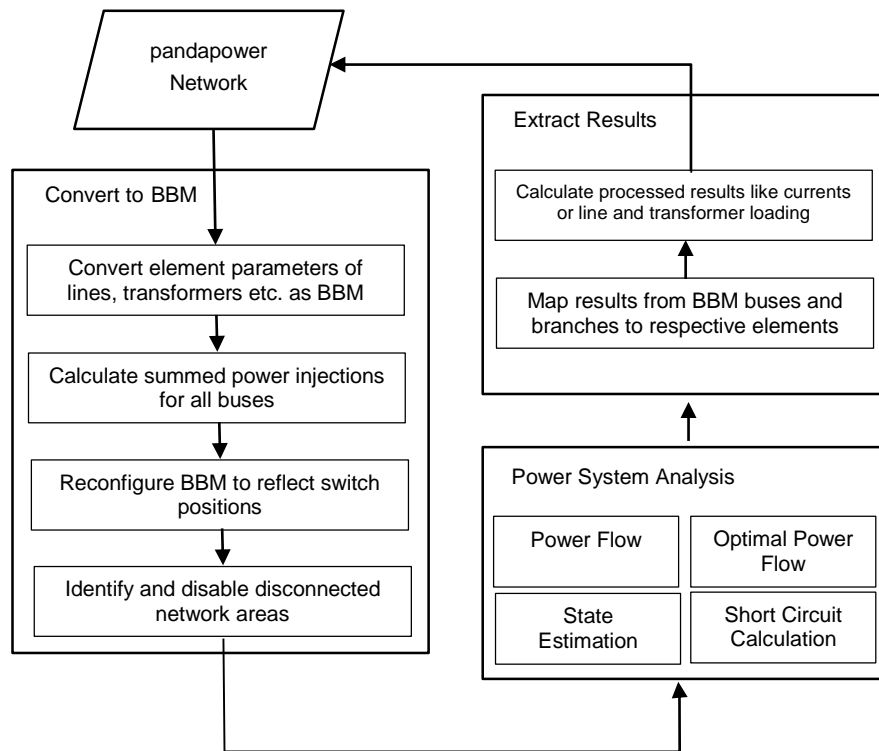 pandapower
Network
Convert to BBM
Convert element parameters of
lines, transformers etc. as BBM
Calculate summed power injections
for all buses
Reconfigure BBM to reflect switch
positions
Identify and disable disconnected
network areas
Extract Results
Calculate processed results like currents
or line and transformer loading
Map results from BBM buses and
branches to respective elements
Power System Analysis
Power Flow
Optimal Power
Flow
State
Estimation
Short Circuit
Calculation